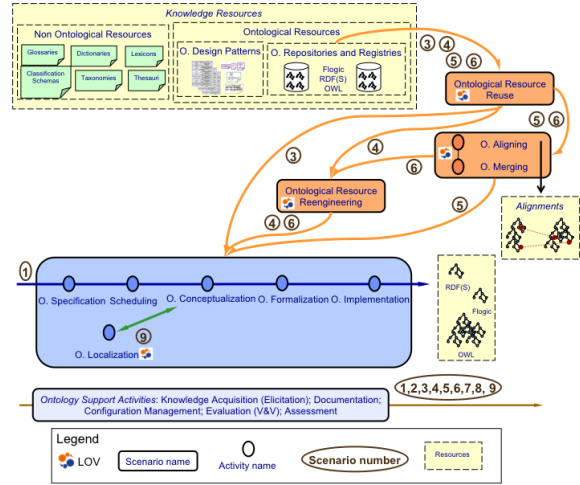 Knowledge Resources
Non Ontological Resources
Glossaries
Dictionaries
Lexicons
Classification
Schemas
Taxonomies
Thesauri
Ontological Resources
O. Design Patterns
O. Repositories and Registries
Flogic
RDF(S)
OWL
3 4
5 6
Ontological Resource
Reuse
5 6
O. Aligning
O. Merging
3
4
6
Ontological Resource
Reengineering
4 6
5
Alignments
1
O. Specification
Scheduling
O. Conceptualization
O. Formalization
O. Implementation
9
O. Localization
RDF(S)
Flogic
OWL
Ontology Support Activities: Knowledge Acquisition (Elicitation); Documentation;
Configuration Management; Evaluation (V&V); Assessment
1,2,3,4,5,6,7,8, 9
Legend
LOV
Scenario name
Activity name
Scenario number
Resources